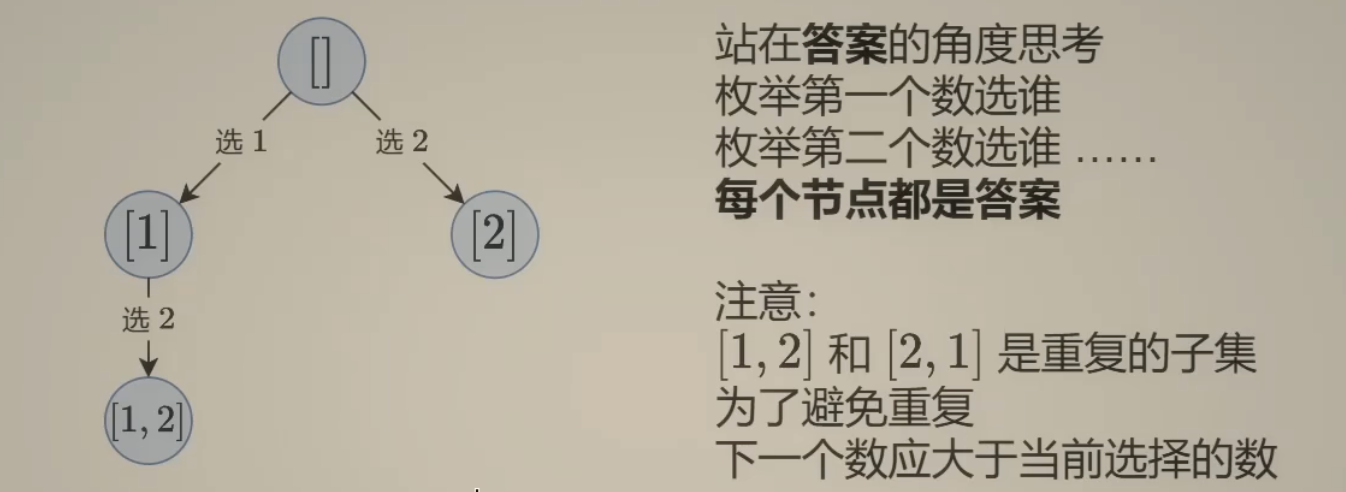 []
选 1
选 2
[1]
[2]
选 2
[1, 2]
站在答案的角度思考
枚举第一个数选谁
枚举第二个数选谁 ……
每个节点都是答案
注意：
[1, 2] 和 [2, 1] 是重复的子集
为了避免重复
下一个数应大于当前选择的数